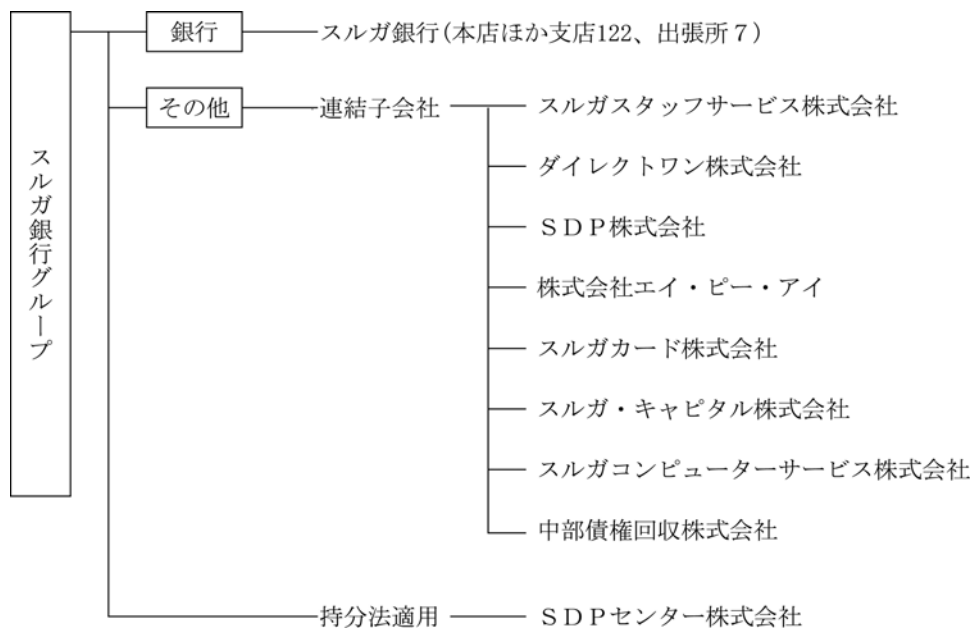 スルガ銀行グループ
銀行
スルガ銀行(本店ほか支店122、出張所７)
その他
連結子会社
スルガスタッフサービス株式会社
ダイレクトワン株式会社
ＳＤＰ株式会社
株式会社エイ・ピー・アイ
スルガカード株式会社
スルガ・キャピタル株式会社
スルガコンピューターサービス株式会社
中部債権回収株式会社
持分法適用
ＳＤＰセンター株式会社